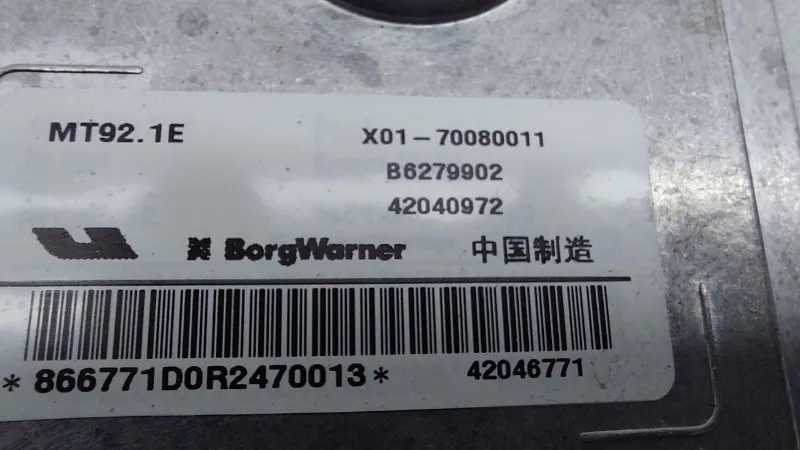 MT92.1E X01-70080011
B6279902
42040972
BorgWarner 中国制造
*866771D0R2470013* 42046771